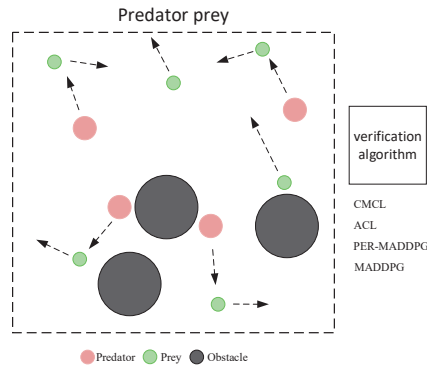 Predator prey
verification
algorithm
CMCL
ACL
PER-MADDPG
MADDPG
Predator Prey Obstacle